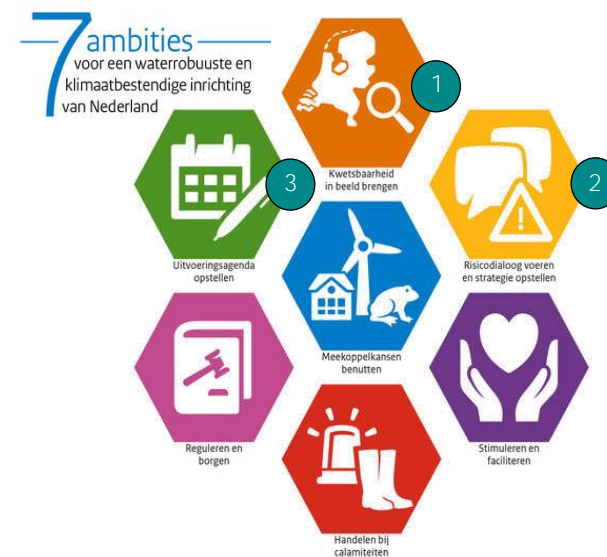 7 ambities
voor een waterrobuuste en
klimaatbestendige inrichting
van Nederland
1
Kwetsbaarheid
in beeld brengen
3
2
Uitvoeringsagenda
opstellen
Risicodialoog voeren
en strategie opstellen
Meekoppelkansen
benutten
Reguleren en
borgen
Stimuleren en
faciliteren
Handelen bij
calamiteiten